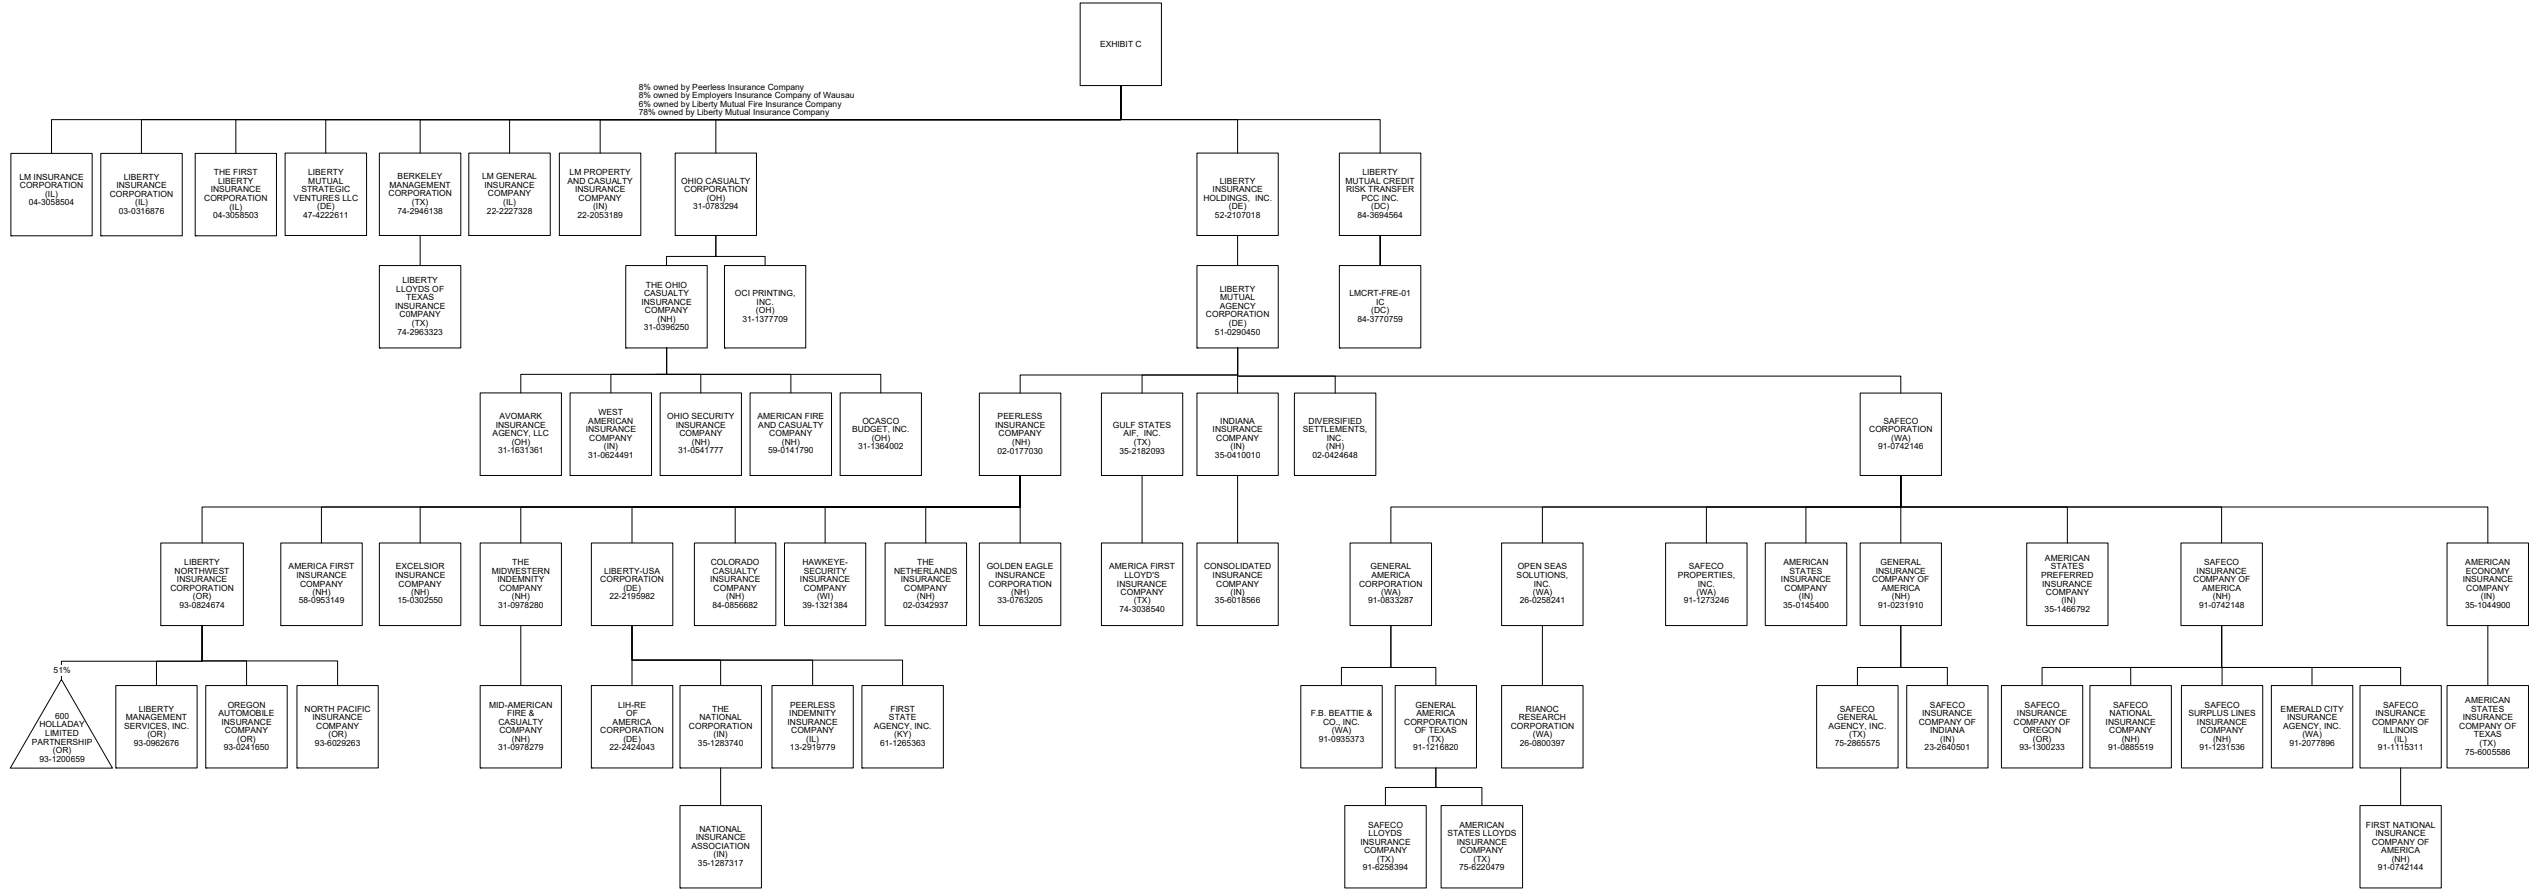 EXHIBIT C
8% owned by Peerless Insurance Company
8% owned by Employers Insurance Company of Wausau
6% owned by Liberty Mutual Fire Insurance Company
78% owned by Liberty Mutual Insurance Company
LM INSURANCE
CORPORATION
(IL)
04-3058504
LIBERTY
INSURANCE
CORPORATION
(IL)
03-0316876
THE FIRST
LIBERTY
INSURANCE
CORPORATION
(IL)
04-3058503
LIBERTY
MUTUAL
STRATEGIC
VENTURES LLC
(DE)
47-4222611
BERKELEY
MANAGEMENT
CORPORATION
(TX)
74-2946138
LM GENERAL
INSURANCE
COMPANY
(IL)
22-2227328
LM PROPERTY
AND CASUALTY
INSURANCE
COMPANY
(IN)
22-2053189
OHIO CASUALTY
CORPORATION
(OH)
31-0783294
LIBERTY
INSURANCE
HOLDINGS, INC.
(DE)
52-2107018
LIBERTY
MUTUAL CREDIT
RISK TRANSFER
PCC INC.
(DC)
84-3694564
LIBERTY
LLOYDS OF
TEXAS
INSURANCE
C0MPANY
(TX)
74-2963323
THE OHIO
CASUALTY
INSURANCE
COMPANY
(NH)
31-0396250
OCI PRINTING,
INC.
(OH)
31-1377709
LIBERTY
MUTUAL
AGENCY
CORPORATION
(DE)
51-0290450
LMCRT-FRE-01
IC
(DC)
84-3770759
AVOMARK
INSURANCE
AGENCY, LLC
(OH)
31-1631361
WEST
AMERICAN
INSURANCE
COMPANY
(IN)
31-0624491
OHIO SECURITY
INSURANCE
COMPANY
(NH)
31-0541777
AMERICAN FIRE
AND CASUALTY
COMPANY
(NH)
59-0141790
OCASCO
BUDGET, INC.
(OH)
31-1364002
PEERLESS
INSURANCE
COMPANY
(NH)
02-0177030
GULF STATES
AIF, INC.
(TX)
35-2182093
INDIANA
INSURANCE
COMPANY
(IN)
35-0410010
DIVERSIFIED
SETTLEMENTS,
INC.
(NH)
02-0424648
SAFECO
CORPORATION
(WA)
91-0742146
LIBERTY
NORTHWEST
INSURANCE
CORPORATION
(OR)
93-0824674
AMERICA FIRST
INSURANCE
COMPANY
(NH)
58-0953149
EXCELSIOR
INSURANCE
COMPANY
(NH)
15-0302550
THE
MIDWESTERN
INDEMNITY
COMPANY
(NH)
31-0978280
LIBERTY-USA
CORPORATION
(DE)
22-2195982
COLORADO
CASUALTY
INSURANCE
COMPANY
(NH)
84-0856682
HAWKEYE-
SECURITY
INSURANCE
COMPANY
(WI)
39-1321384
THE
NETHERLANDS
INSURANCE
COMPANY
(NH)
02-0342937
GOLDEN EAGLE
INSURANCE
CORPORATION
(NH)
33-0763205
AMERICA FIRST
LLOYD'S
INSURANCE
COMPANY
(TX)
74-3038540
CONSOLIDATED
INSURANCE
COMPANY
(IN)
35-6018566
GENERAL
AMERICA
CORPORATION
(WA)
91-0833287
OPEN SEAS
SOLUTIONS,
INC.
(WA)
26-0258241
SAFECO
PROPERTIES,
INC.
(WA)
91-1273246
AMERICAN
STATES
INSURANCE
COMPANY
(IN)
35-0145400
GENERAL
INSURANCE
COMPANY OF
AMERICA
(NH)
91-0231910
AMERICAN
STATES
PREFERRED
INSURANCE
COMPANY
(IN)
35-1466792
SAFECO
INSURANCE
COMPANY OF
AMERICA
(NH)
91-0742148
AMERICAN
ECONOMY
INSURANCE
COMPANY
(IN)
35-1044900
51%
600
HOLLADAY
LIMITED
PARTNERSHIP
(OR)
93-1200659
LIBERTY
MANAGEMENT
SERVICES, INC.
(OR)
93-0962676
OREGON
AUTOMOBILE
INSURANCE
COMPANY
(OR)
93-0241650
NORTH PACIFIC
INSURANCE
COMPANY
(OR)
93-6029263
MID-AMERICAN
FIRE &
CASUALTY
COMPANY
(NH)
31-0978279
LIH-RE
OF
AMERICA
CORPORATION
(DE)
22-2424043
THE
NATIONAL
CORPORATION
(IN)
35-1283740
PEERLESS
INDEMNITY
INSURANCE
COMPANY
(IL)
13-2919779
FIRST
STATE
AGENCY, INC.
(KY)
61-1265363
F.B. BEATTIE &
CO., INC.
(WA)
91-0935373
GENERAL
AMERICA
CORPORATION
OF TEXAS
(TX)
91-1216820
RIANOC
RESEARCH
CORPORATION
(WA)
26-0800397
SAFECO
GENERAL
AGENCY, INC.
(TX)
75-2865575
SAFECO
INSURANCE
COMPANY OF
INDIANA
(IN)
23-2640501
SAFECO
INSURANCE
COMPANY OF
OREGON
(OR)
93-1300233
SAFECO
NATIONAL
INSURANCE
COMPANY
(NH)
91-0885519
SAFECO
SURPLUS LINES
INSURANCE
COMPANY
(NH)
91-1231536
EMERALD CITY
INSURANCE
AGENCY, INC.
(WA)
91-2077896
SAFECO
INSURANCE
COMPANY OF
ILLINOIS
(IL)
91-1115311
AMERICAN
STATES
INSURANCE
COMPANY OF
TEXAS
(TX)
75-6005586
NATIONAL
INSURANCE
ASSOCIATION
(IN)
35-1287317
SAFECO
LLOYDS
INSURANCE
COMPANY
(TX)
91-6258394
AMERICAN
STATES LLOYDS
INSURANCE
COMPANY
(TX)
75-6220479
FIRST NATIONAL
INSURANCE
COMPANY OF
AMERICA
(NH)
91-0742144